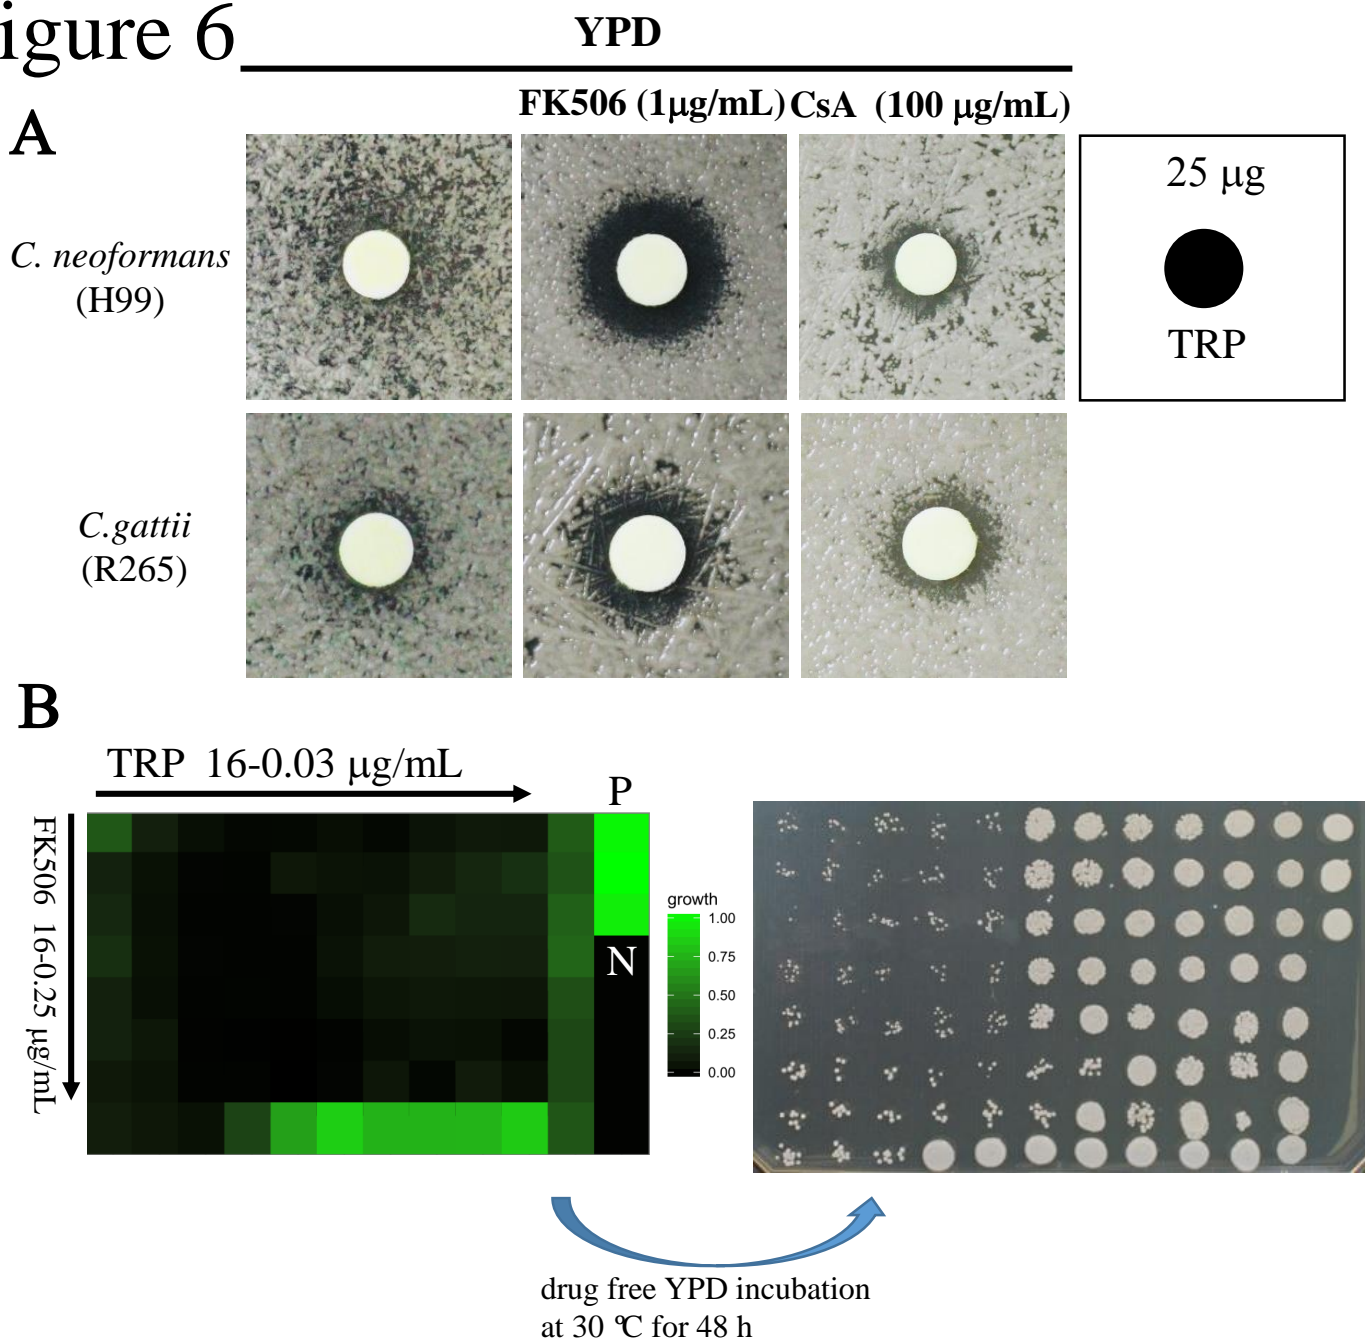 igure 6
YPD
FK506 (1μg/mL) CsA (100 μg/mL)
A
25 μg
TRP
C. neoformans
(H99)
C.gattii
(R265)
B
TRP 16-0.03 μg/mL
P
FK506 16-0.25 μg/mL
N
growth
1.00
0.75
0.50
0.25
0.00
drug free YPD incubation
at 30 ℃ for 48 h